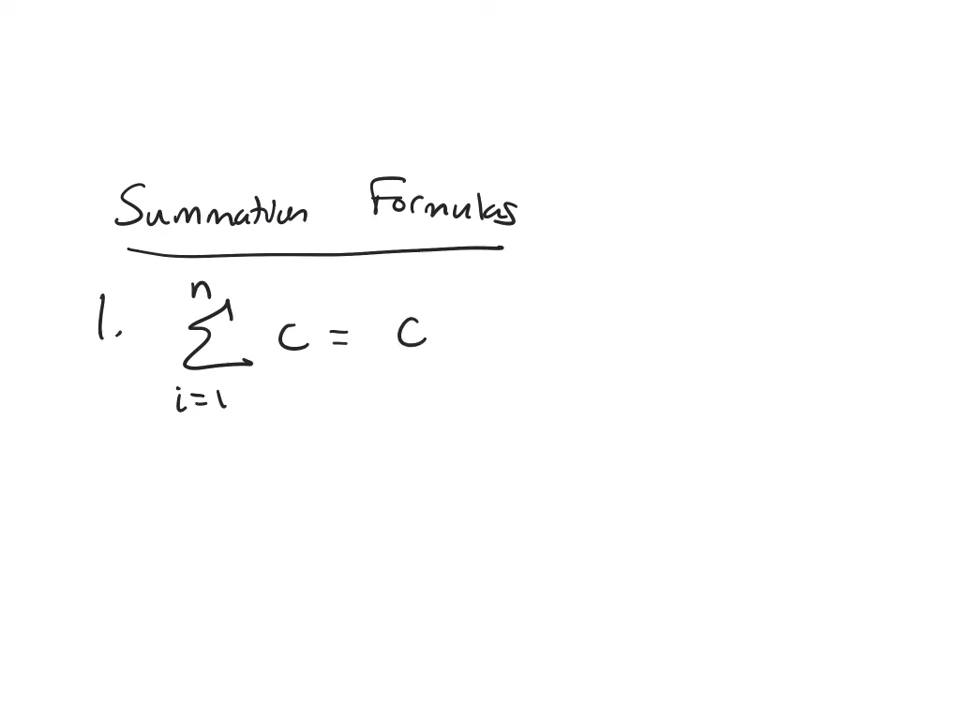 Summation Formulas
1. n∑i=1 c = c